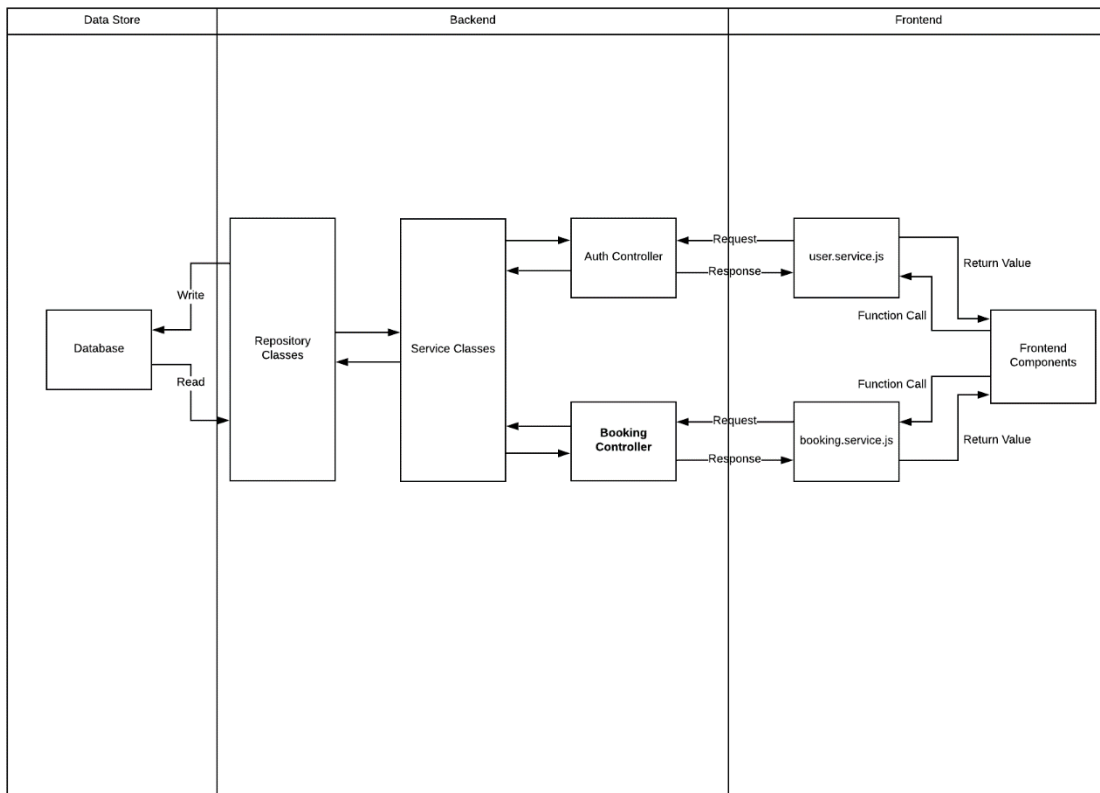 Data Store
Backend
Frontend
Request
Auth Controller
user.service.js
Response
Return Value
Write
Function Call
Database
Repository
Classes
Service Classes
Frontend
Components
Read
Function Call
Request
Booking
Controller
booking.service.js
Return Value
Response